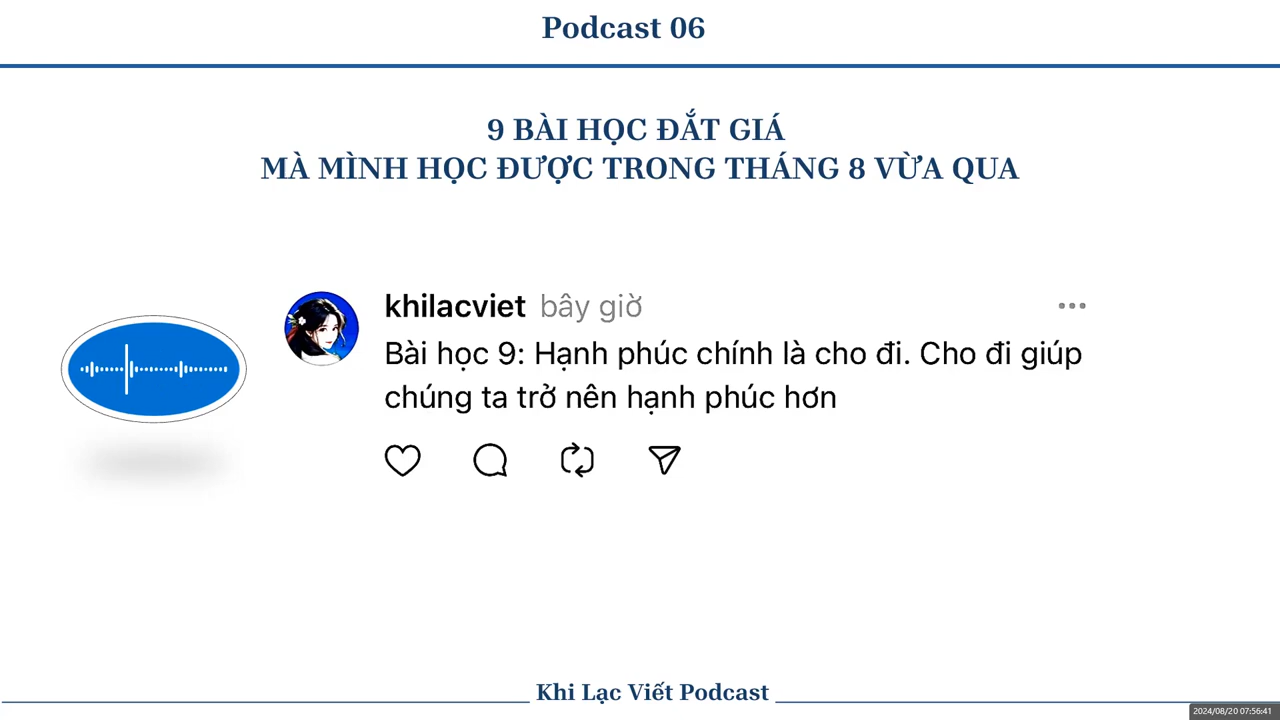 Podcast 06
9 BÀI HỌC ĐẮT GIÁ
MÀ MÌNH HỌC ĐƯỢC TRONG THÁNG 8 VỪA QUA
khilacviet bây giờ
Bài học 9: Hạnh phúc chính là cho đi. Cho đi giúp
chúng ta trở nên hạnh phúc hơn
Khi Lạc Viết Podcast
2024/08/20 07:56:41